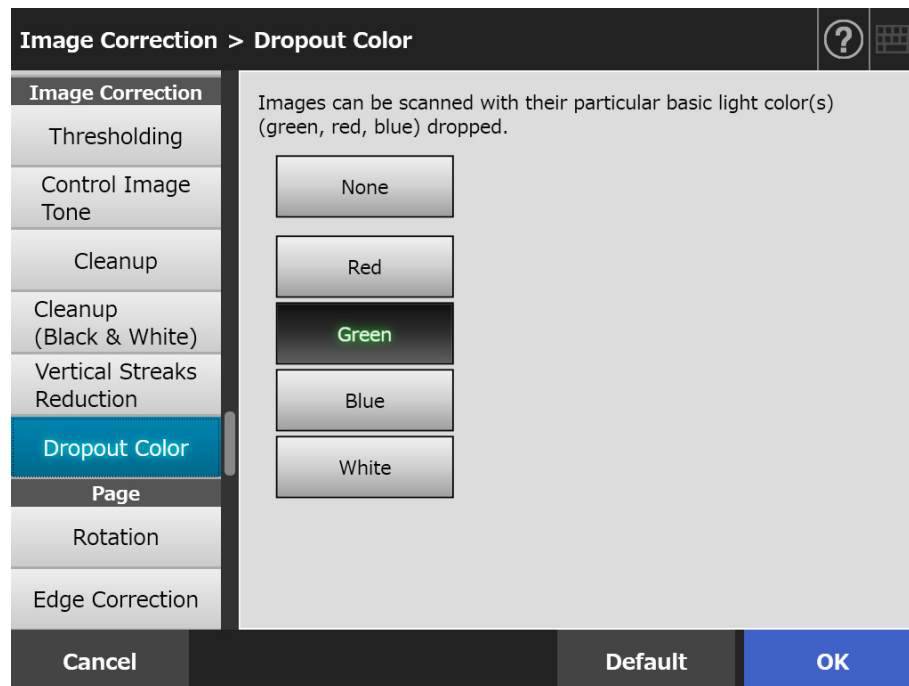 Image Correction > Dropout Color
?
Image Correction
Thresholding
Control Image
Tone
Cleanup
Cleanup
(Black & White)
Vertical Streaks
Reduction
Dropout Color
Page
Rotation
Edge Correction
Images can be scanned with their particular basic light color(s)
(green, red, blue) dropped.
None
Red
Green
Blue
White
Cancel
Default
OK